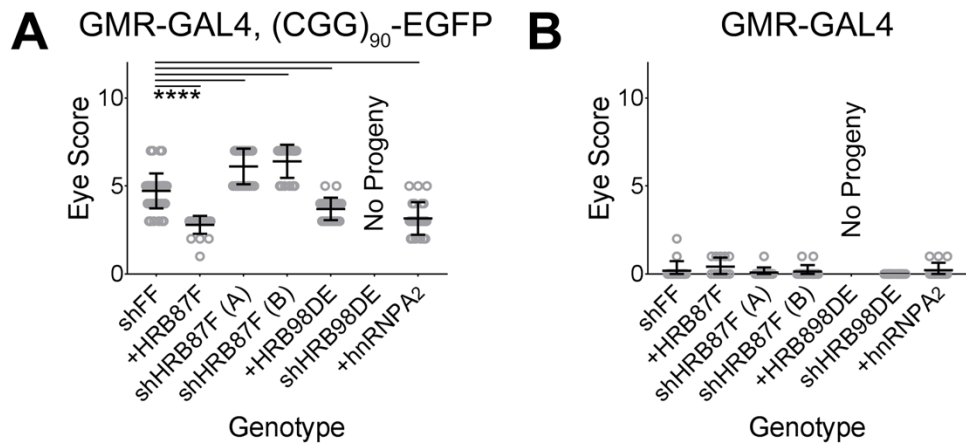 A GMR-GAL4, (CGG)90-EGFP
Eye Score
10
5
0
****
No Progeny
shFF
+HRB87F
shHRB87F (A)
shHRB87F (B)
+HRB98DE
shHRB98DE
+hnRNPA2
Genotype
B GMR-GAL4
Eye Score
10
5
0
No Progeny
shFF
+HRB87F
shHRB87F (A)
shHRB87F (B)
+HRB898DE
shHRB98DE
+hnRNPA2
Genotype